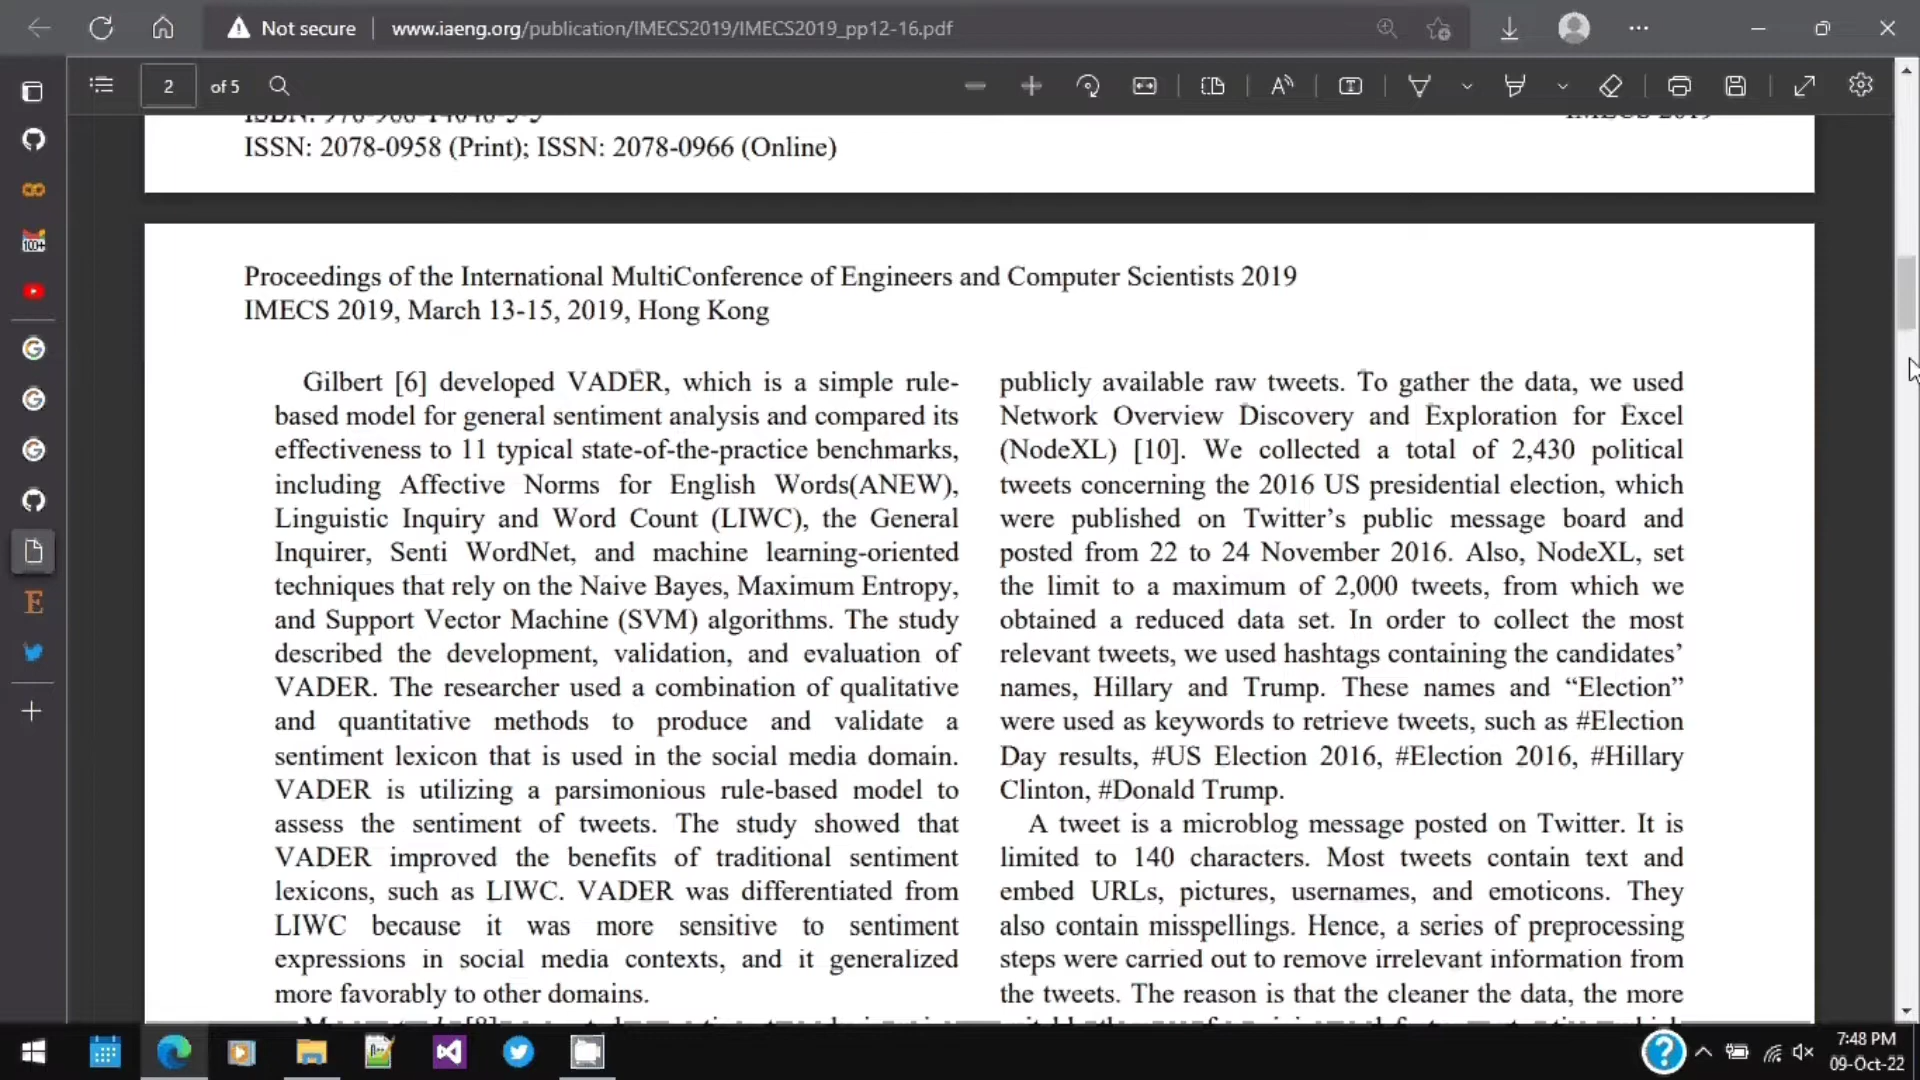 Not secure
www.iaeng.org/publication/IMECS2019/IMECS2019_pp12-16.pdf
2 of 5
ISSN: 2078-0958 (Print); ISSN: 2078-0966 (Online)
Proceedings of the International MultiConference of Engineers and Computer Scientists 2019
IMECS 2019, March 13-15, 2019, Hong Kong
Gilbert [6] developed VADER, which is a simple rule-
based model for general sentiment analysis and compared its
effectiveness to 11 typical state-of-the-practice benchmarks,
including Affective Norms for English Words(ANEW),
Linguistic Inquiry and Word Count (LIWC), the General
Inquirer, Senti WordNet, and machine learning-oriented
techniques that rely on the Naive Bayes, Maximum Entropy,
and Support Vector Machine (SVM) algorithms. The study
described the development, validation, and evaluation of
VADER. The researcher used a combination of qualitative
and quantitative methods to produce and validate a
sentiment lexicon that is used in the social media domain.
VADER is utilizing a parsimonious rule-based model to
assess the sentiment of tweets. The study showed that
VADER improved the benefits of traditional sentiment
lexicons, such as LIWC. VADER was differentiated from
LIWC because it was more sensitive to sentiment
expressions in social media contexts, and it generalized
more favorably to other domains.
publicly available raw tweets. To gather the data, we used
Network Overview Discovery and Exploration for Excel
(NodeXL) [10]. We collected a total of 2,430 political
tweets concerning the 2016 US presidential election, which
were published on Twitter’s public message board and
posted from 22 to 24 November 2016. Also, NodeXL, set
the limit to a maximum of 2,000 tweets, from which we
obtained a reduced data set. In order to collect the most
relevant tweets, we used hashtags containing the candidates’
names, Hillary and Trump. These names and “Election”
were used as keywords to retrieve tweets, such as #Election
Day results, #US Election 2016, #Election 2016, #Hillary
Clinton, #Donald Trump.
A tweet is a microblog message posted on Twitter. It is
limited to 140 characters. Most tweets contain text and
embed URLs, pictures, usernames, and emoticons. They
also contain misspellings. Hence, a series of preprocessing
steps were carried out to remove irrelevant information from
the tweets. The reason is that the cleaner the data, the more
7:48 PM
09-Oct-22